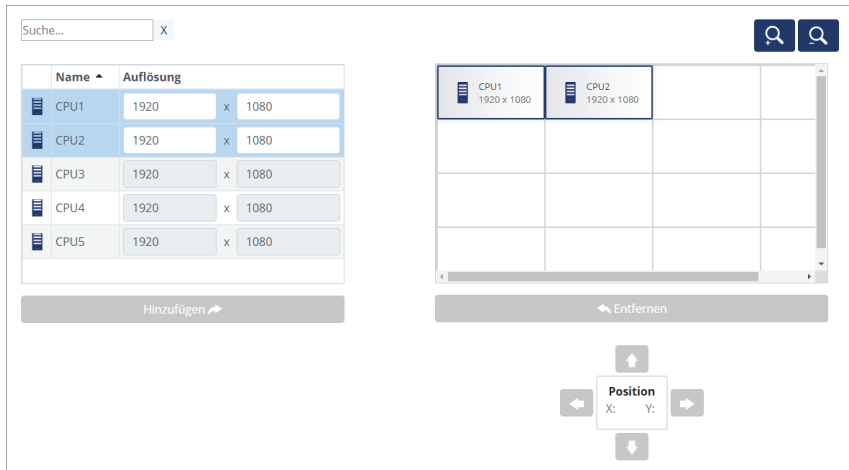 Suche...
X
Name Auflösung
CPU1 1920 x 1080
CPU2 1920 x 1080
CPU3 1920 x 1080
CPU4 1920 x 1080
CPU5 1920 x 1080
Hinzufügen
CPU1
1920 x 1080
CPU2
1920 x 1080
Entfernen
Position
X: Y: